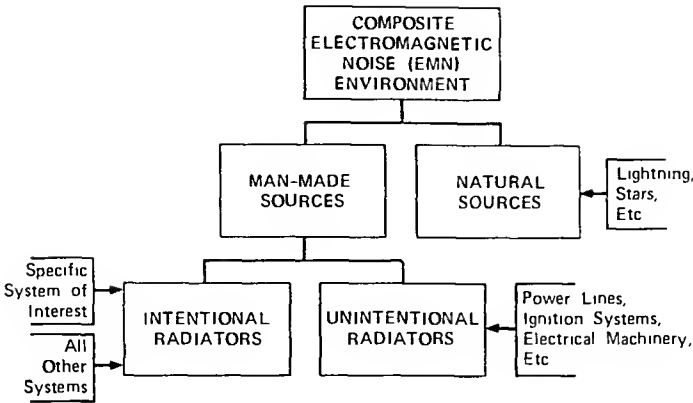 COMPOSITE
ELECTROMAGNETIC
NOISE (EMN)
ENVIRONMENT
MAN-MADE
SOURCES
NATURAL
SOURCES
Lightning,
Stars,
Etc
Specific
System of
Interest
All
Other
Systems
INTENTIONAL
RADIATORS
UNINTENTIONAL
RADIATORS
Power Lines,
Ignition Systems,
Electrical Machinery,
Etc